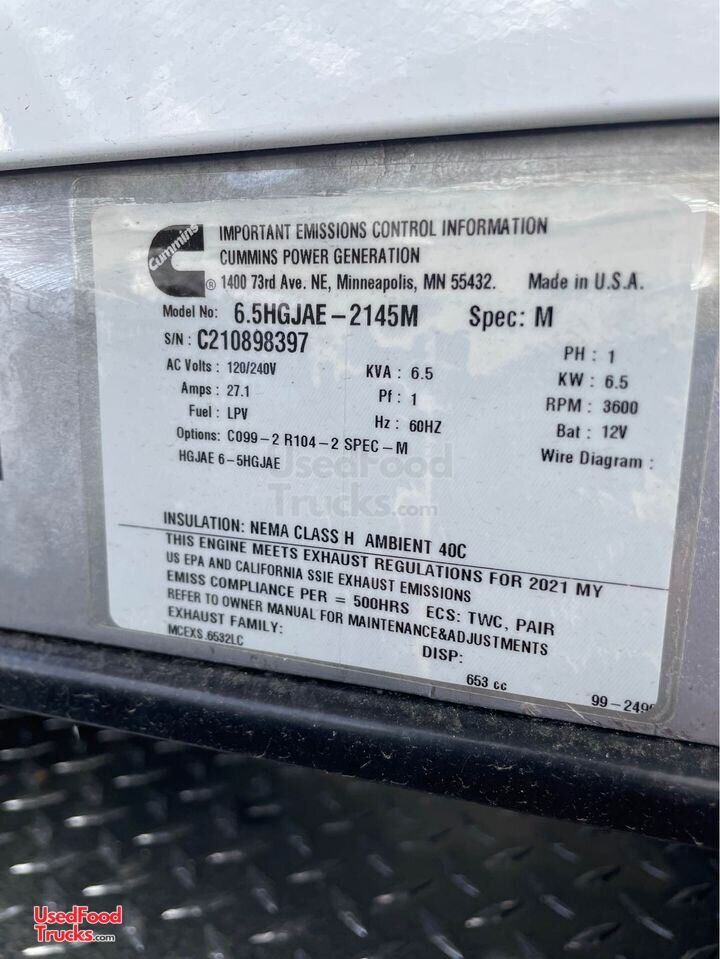 Cummins
®
IMPORTANT EMISSIONS CONTROL INFORMATION
CUMMINS POWER GENERATION
1400 73rd Ave. NE, Minneapolis, MN 55432. Made in U.S.A.
Model No: 6.5HGJAE-2145M Spec: M
S/N : C210898397
PH : 1
AC Volts : 120/240V KVA : 6.5 KW : 6.5
Amps : 27.1 Pf : 1 RPM : 3600
Fuel : LPV Hz : 60HZ Bat : 12V
Options: C099-2 R104-2 SPEC-M Wire Diagram :
HGJAE 6-5HGJAE
UsedFood
Trucks.com
INSULATION: NEMA CLASS H AMBIENT 40C
THIS ENGINE MEETS EXHAUST REGULATIONS FOR 2021 MY
US EPA AND CALIFORNIA SSIE EXHAUST EMISSIONS
EMISS COMPLIANCE PER = 500HRS ECS: TWC, PAIR
REFER TO OWNER MANUAL FOR MAINTENANCE&ADJUSTMENTS
EXHAUST FAMILY: DISP:
MCEXS.6532LC 653 cc
99-249
UsedFood
Trucks.com